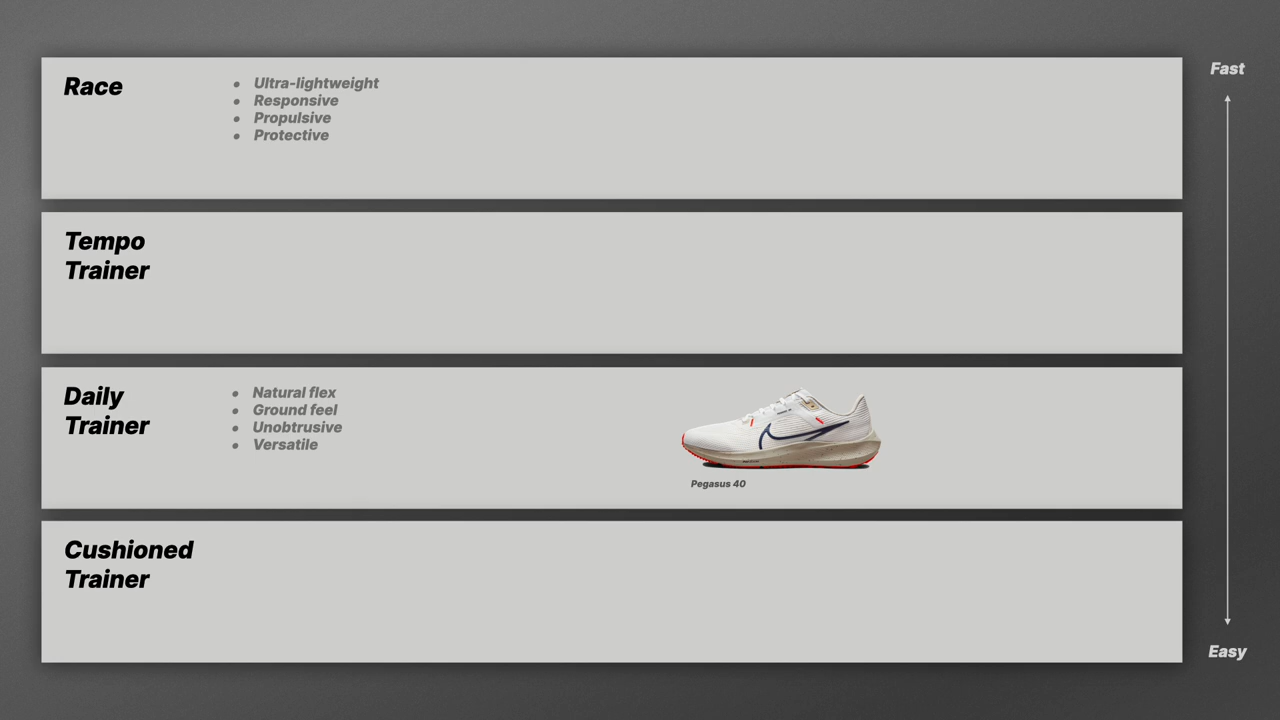 Race
• Ultra-lightweight
• Responsive
• Propulsive
• Protective
Fast
Tempo
Trainer
Daily
Trainer
• Natural flex
• Ground feel
• Unobtrusive
• Versatile
Pegasus 40
Cushioned
Trainer
Easy